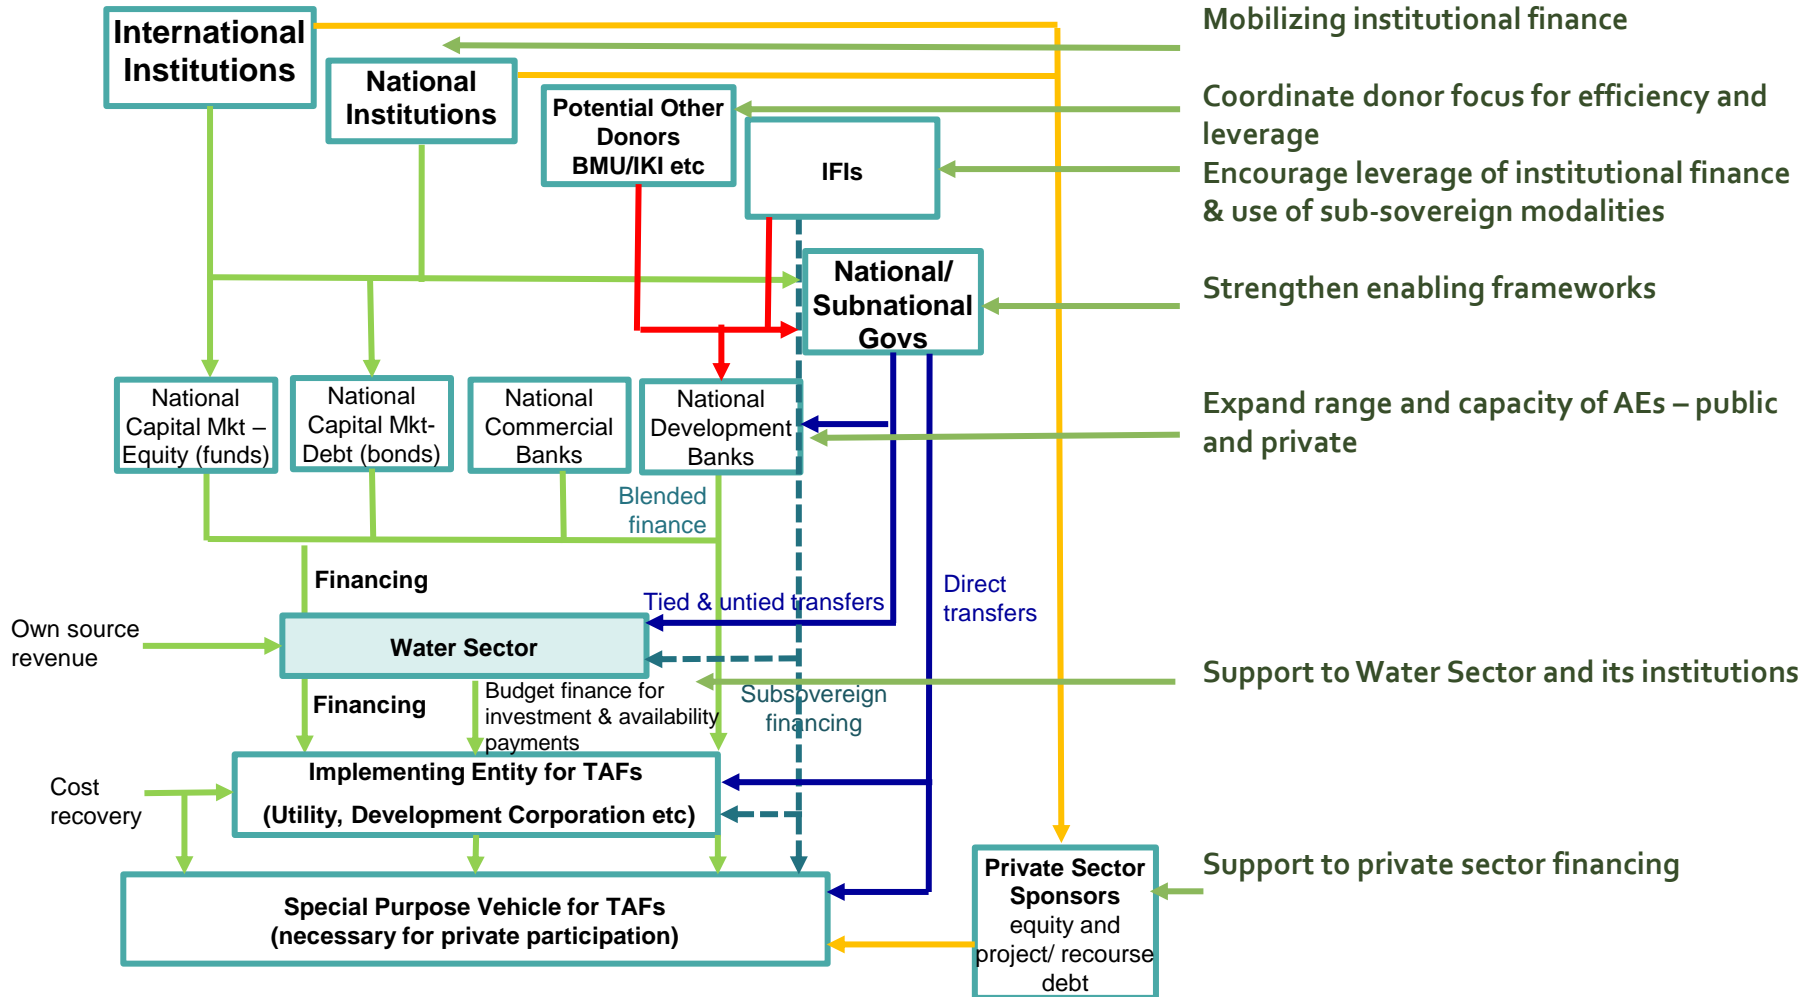 International
Institutions
National
Institutions
Potential Other
Donors
BMU/IKI etc
IFIs
National/
Subnational
Govs
National
Capital Mkt –
Equity (funds)
National
Capital Mkt-
Debt (bonds)
National
Commercial
Banks
National
Development
Banks
Blended
finance
Financing
Tied & untied transfers
Direct
transfers
Own source
revenue
Water Sector
Financing
Budget finance for
investment & availability
payments
Subsovereign
financing
Implementing Entity for TAFs
(Utility, Development Corporation etc)
Cost
recovery
Special Purpose Vehicle for TAFs
(necessary for private participation)
Private Sector
Sponsors
equity and
project/ recourse
debt
Mobilizing institutional finance
Coordinate donor focus for efficiency and
leverage
Encourage leverage of institutional finance
& use of sub-sovereign modalities
Strengthen enabling frameworks
Expand range and capacity of AEs – public
and private
Support to Water Sector and its institutions
Support to private sector financing